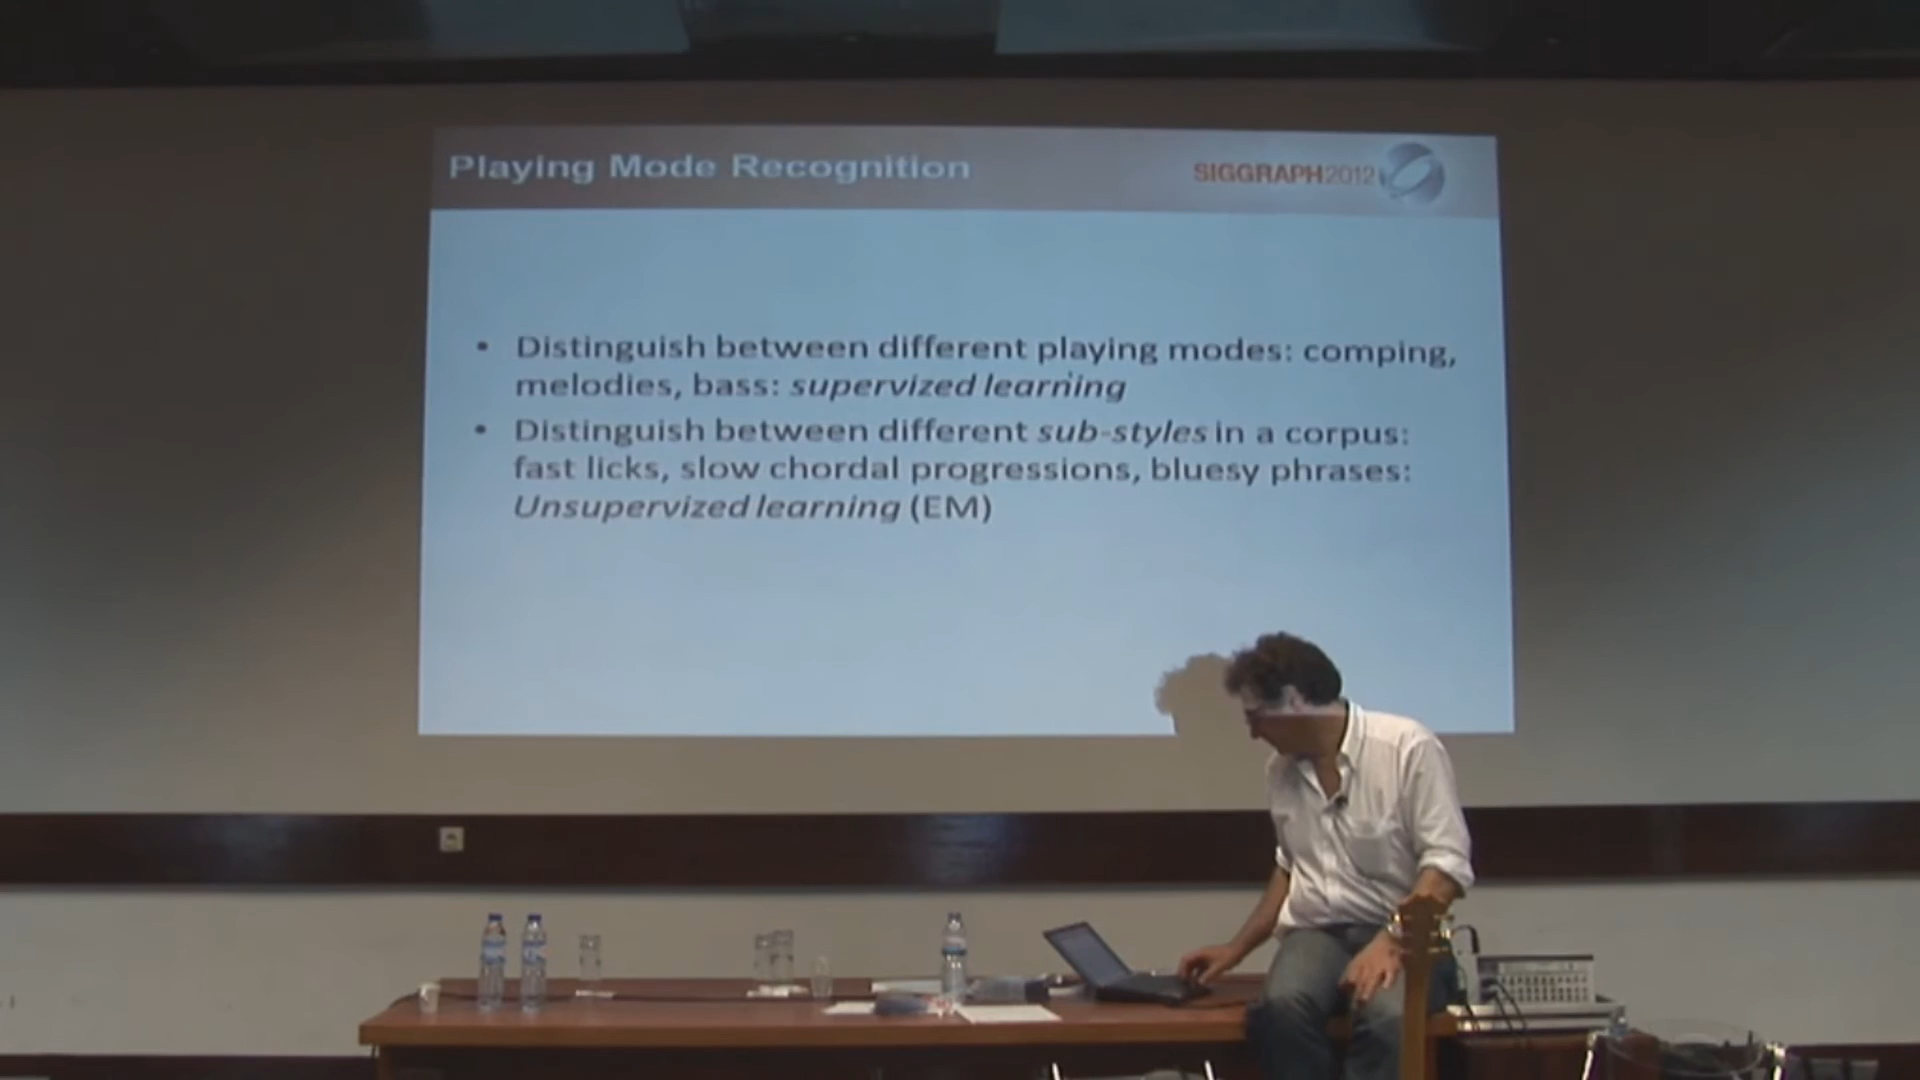 Playing Mode Recognition
SIGGRAPH2012
• Distinguish between different playing modes: comping,
melodies, bass: supervized learning
• Distinguish between different sub-styles in a corpus:
fast licks, slow chordal progressions, bluesy phrases:
Unsupervized learning (EM)